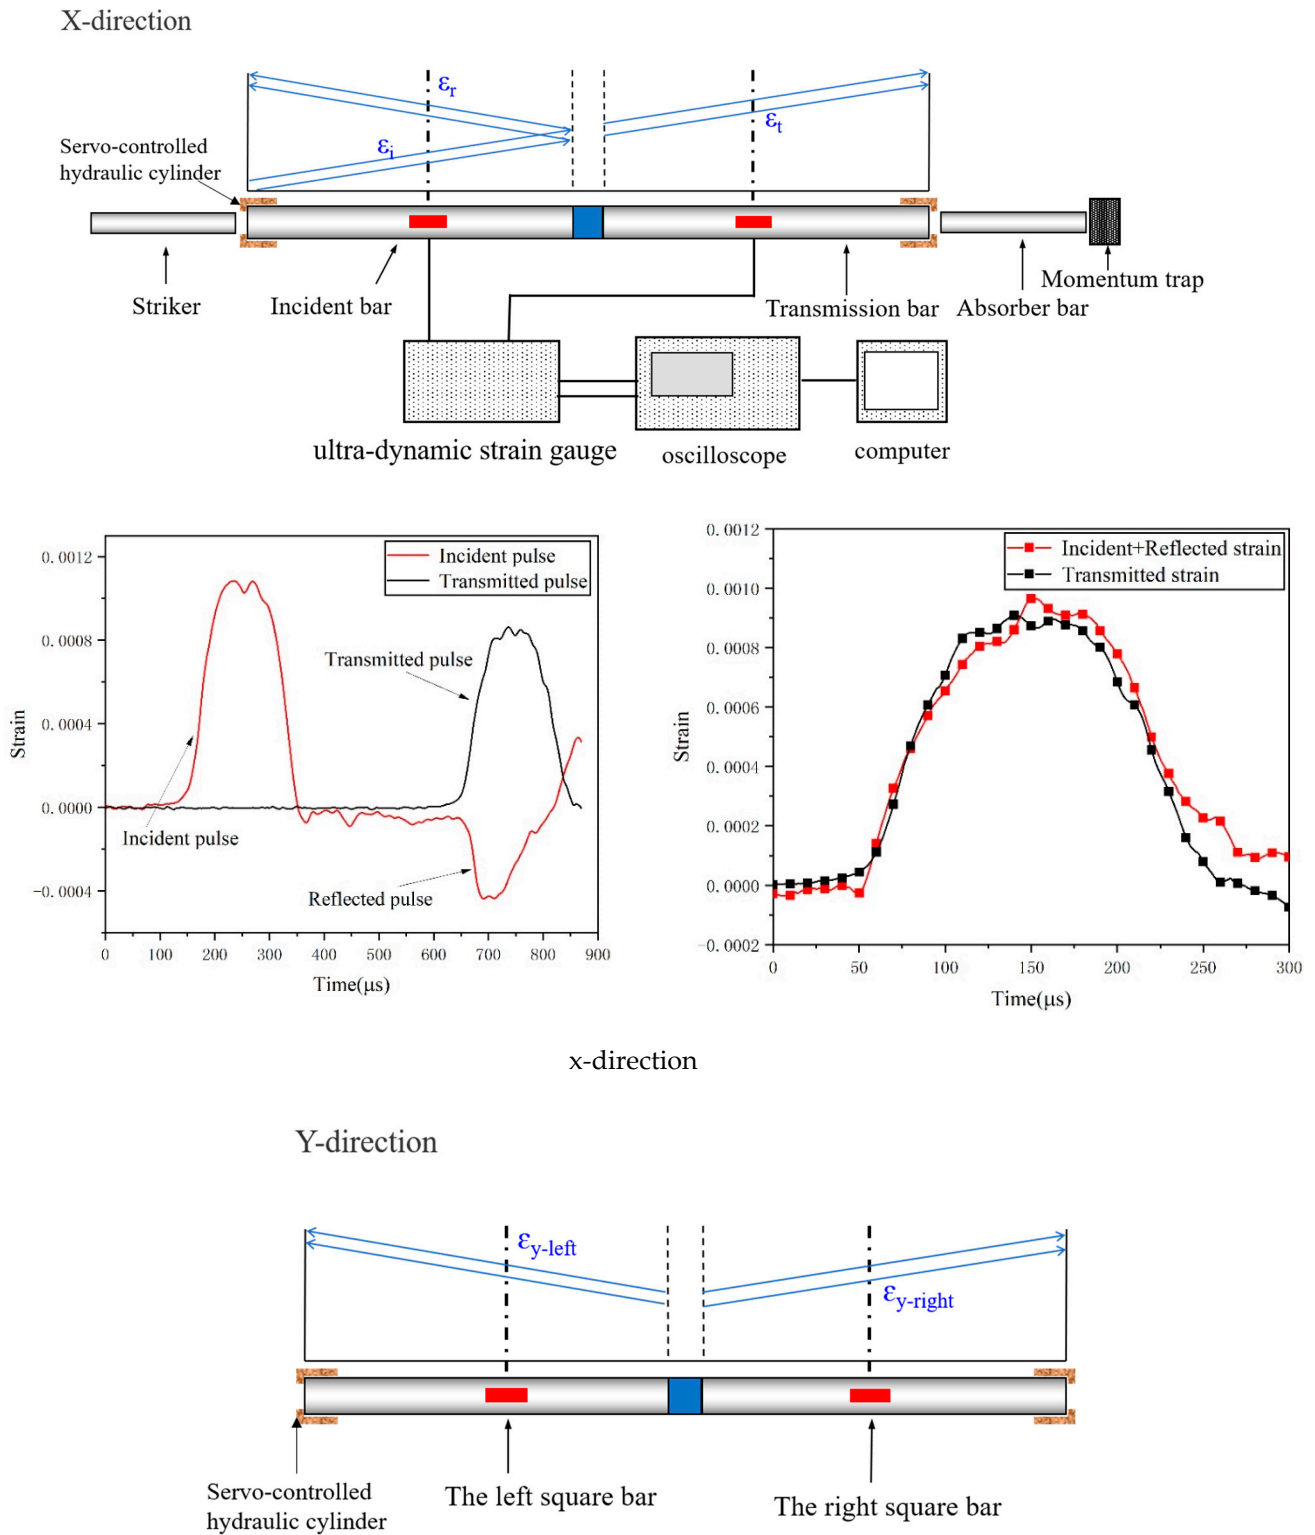 X-direction
εr
εt
εi
Servo-controlled
hydraulic cylinder
Striker
Incident bar
Transmission bar
Absorber bar
Momentum trap
ultra-dynamic strain gauge
oscilloscope
computer
0.0012
0.0008
0.0004
0.0000
-0.0004
Strain
Incident pulse
Transmitted pulse
Transmitted pulse
Incident pulse
Reflected pulse
0 100 200 300 400 500 600 700 800 900
Time(μs)
0.0012
0.0010
0.0008
0.0006
0.0004
0.0002
0.0000
-0.0002
Strain
Incident+Reflected strain
Transmitted strain
0 50 100 150 200 250 300
Time(μs)
x-direction
Y-direction
εy-left
εy-right
Servo-controlled
hydraulic cylinder
The left square bar
The right square bar